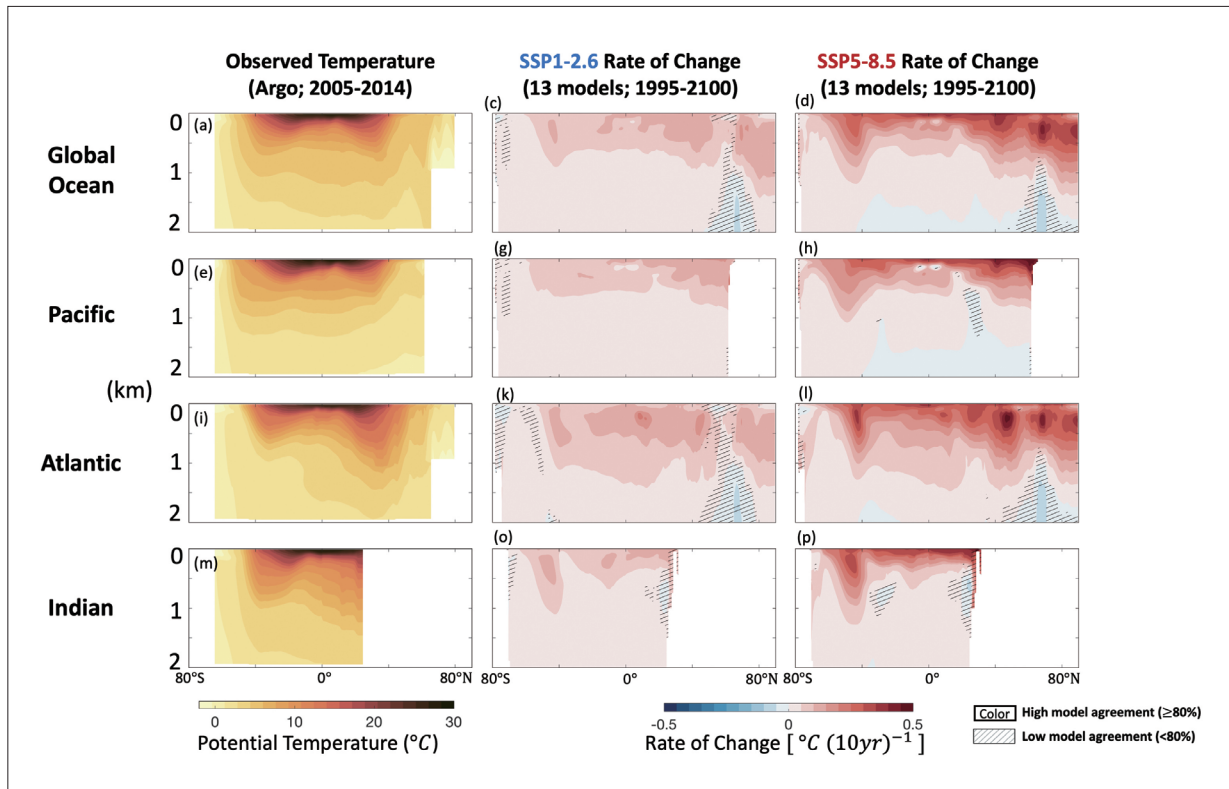 Observed Temperature
(Argo; 2005-2014)
SSP1-2.6 Rate of Change
(13 models; 1995-2100)
SSP5-8.5 Rate of Change
(13 models; 1995-2100)
Global
Ocean
0
1
2
(a)
(c)
(d)
Pacific
0
1
2
(e)
(g)
(h)
(km)
Atlantic
0
1
2
(i)
(k)
(l)
Indian
0
1
2
(m)
(o)
(p)
80°S 0° 80°N
80°S 0° 80°N
80°S 0° 80°N
0 10 20 30
Potential Temperature (°C)
-0.5 0 0.5
Rate of Change [ °C (10yr)⁻¹ ]
Color High model agreement (≥80%)
Low model agreement (<80%)